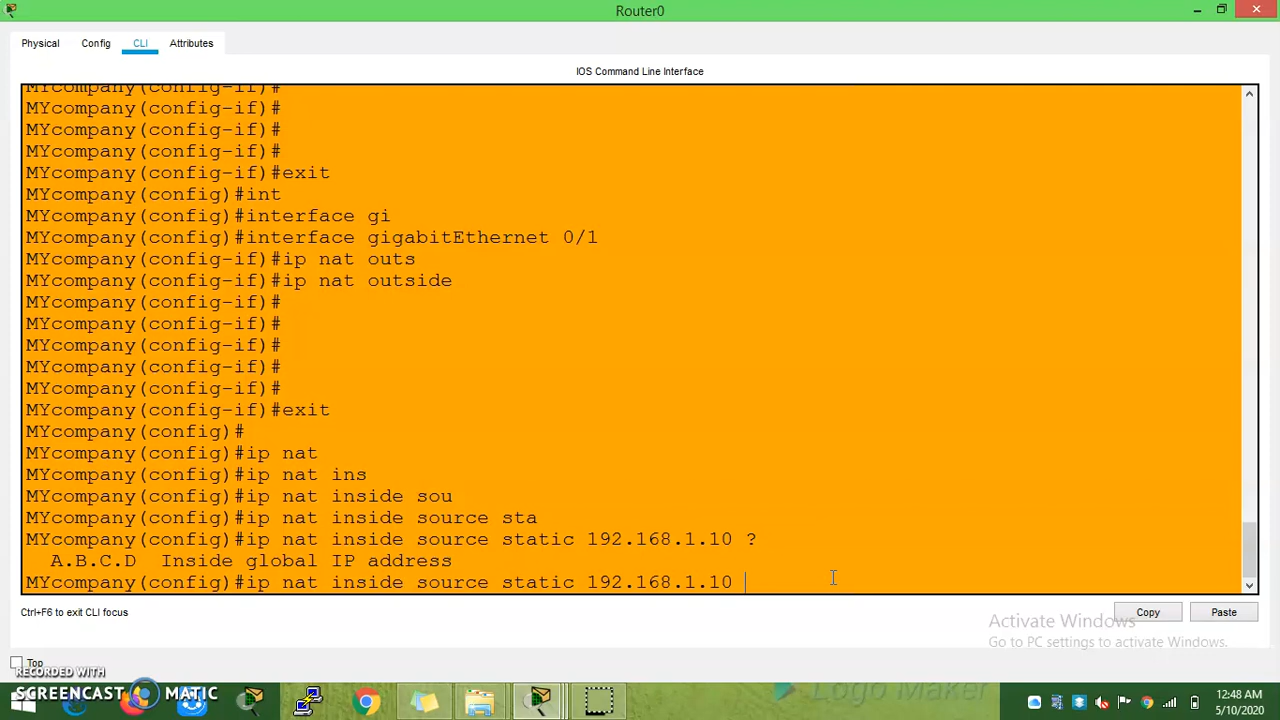 Router0
Physical Config CLI Attributes
IOS Command Line Interface
MYcompany(config-if)#
MYcompany(config-if)#
MYcompany(config-if)#
MYcompany(config-if)#
MYcompany(config-if)#exit
MYcompany(config)#int
MYcompany(config)#interface gi
MYcompany(config)#interface gigabitEthernet 0/1
MYcompany(config-if)#ip nat outs
MYcompany(config-if)#ip nat outside
MYcompany(config-if)#
MYcompany(config-if)#
MYcompany(config-if)#
MYcompany(config-if)#
MYcompany(config-if)#
MYcompany(config-if)#exit
MYcompany(config)#
MYcompany(config)#ip nat
MYcompany(config)#ip nat ins
MYcompany(config)#ip nat inside sou
MYcompany(config)#ip nat inside source sta
MYcompany(config)#ip nat inside source static 192.168.1.10 ?
A.B.C.D Inside global IP address
MYcompany(config)#ip nat inside source static 192.168.1.10
Ctrl+F6 to exit CLI focus
Copy Paste
Activate Windows
Go to PC settings to activate Windows.
Top
RECORDED WITH
SCREENCAST MATIC
Logo Maker
12:48 AM
5/10/2020